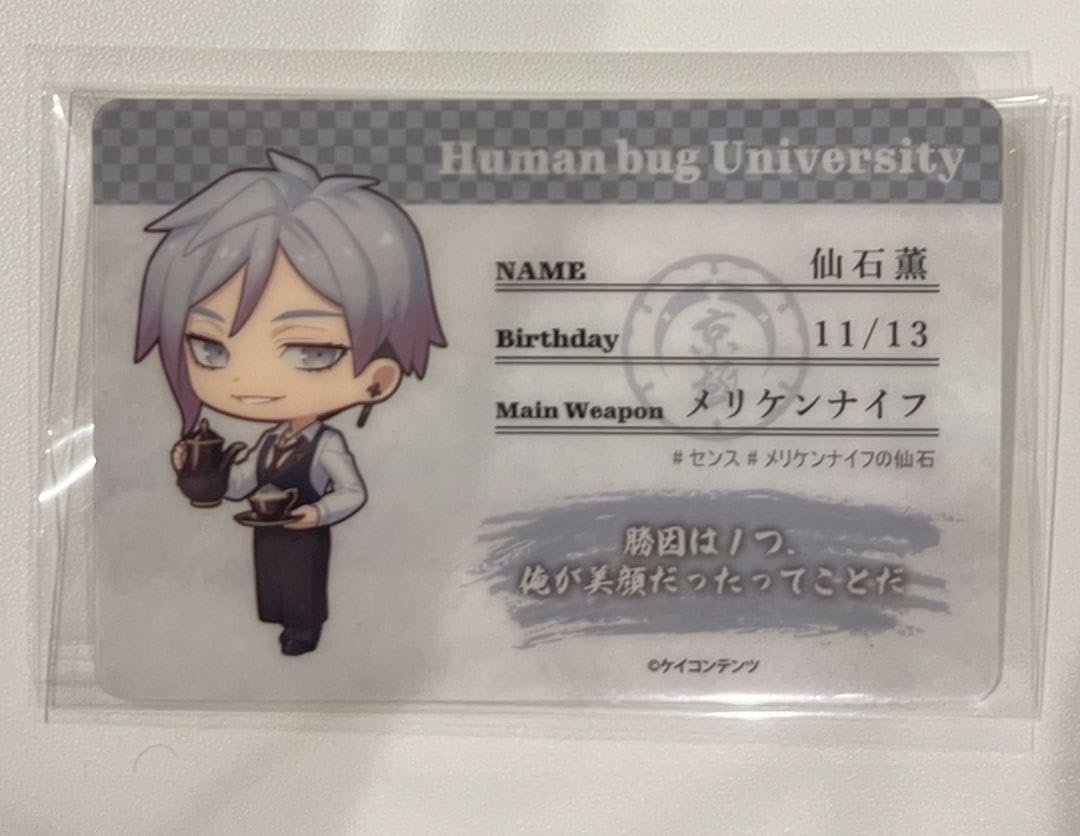 Human bug University
NAME 仙石薫
Birthday 11/13
Main Weapon メリケンナイフ
#センス #メリケンナイフの仙石
勝因は1つ.
俺が美顔だったってことだ
©ケイコンテンツ